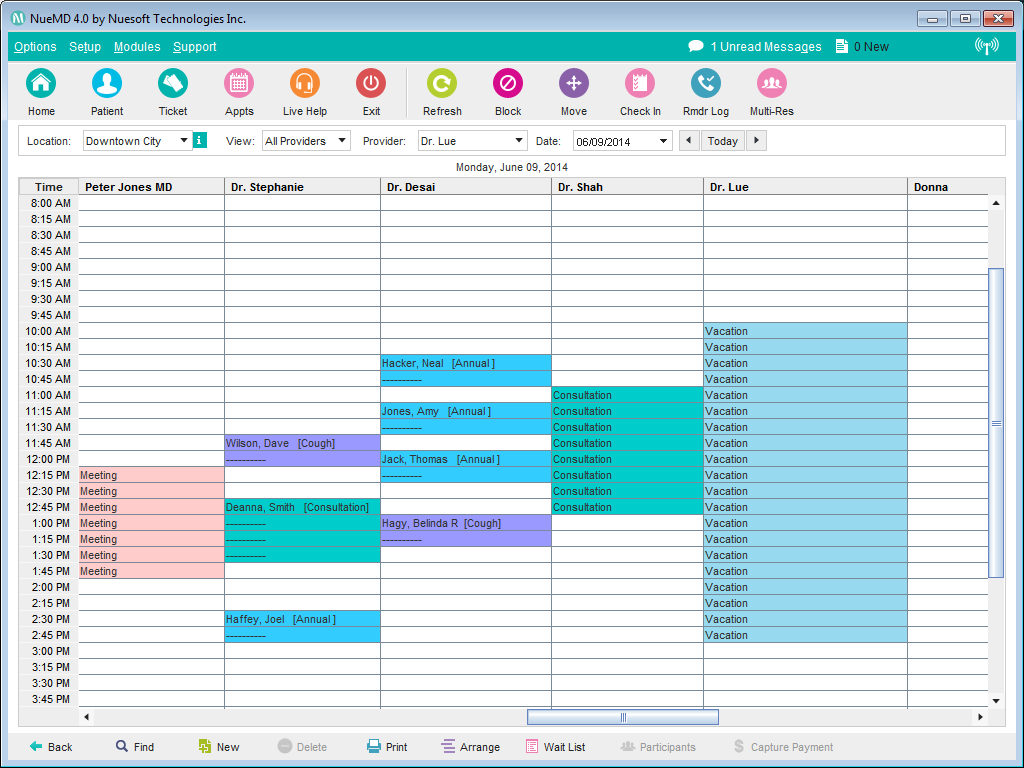 NueMD 4.0 by Nuesoft Technologies Inc.
Options Setup Modules Support 1 Unread Messages 0 New
Home Patient Ticket Appts Live Help Exit Refresh Block Move Check In Rmdr Log Multi-Res
Location: Downtown City i View: All Providers Provider: Dr. Lue Date: 06/09/2014 Today
Monday, June 09, 2014
Time Peter Jones MD Dr. Stephanie Dr. Desai Dr. Shah Dr. Lue Donna
8:00 AM
8:15 AM
8:30 AM
8:45 AM
9:00 AM
9:15 AM
9:30 AM
9:45 AM
10:00 AM Vacation
10:15 AM Vacation
10:30 AM Hacker, Neal [Annual ] Vacation
10:45 AM ---------- Vacation
11:00 AM Consultation Vacation
11:15 AM Jones, Amy [Annual ] Consultation Vacation
11:30 AM ---------- Consultation Vacation
11:45 AM Wilson, Dave [Cough] Consultation Vacation
12:00 PM ---------- Jack, Thomas [Annual ] Consultation Vacation
12:15 PM Meeting ---------- Consultation Vacation
12:30 PM Meeting Consultation Vacation
12:45 PM Meeting Deanna, Smith [Consultation] Consultation Vacation
1:00 PM Meeting ---------- Hagy, Belinda R [Cough] Vacation
1:15 PM Meeting ---------- ---------- Vacation
1:30 PM Meeting ---------- Vacation
1:45 PM Meeting Vacation
2:00 PM Vacation
2:15 PM Vacation
2:30 PM Haffey, Joel [Annual ] Vacation
2:45 PM ---------- Vacation
3:00 PM
3:15 PM
3:30 PM
3:45 PM
Back Find New Delete Print Arrange Wait List Participants $ Capture Payment